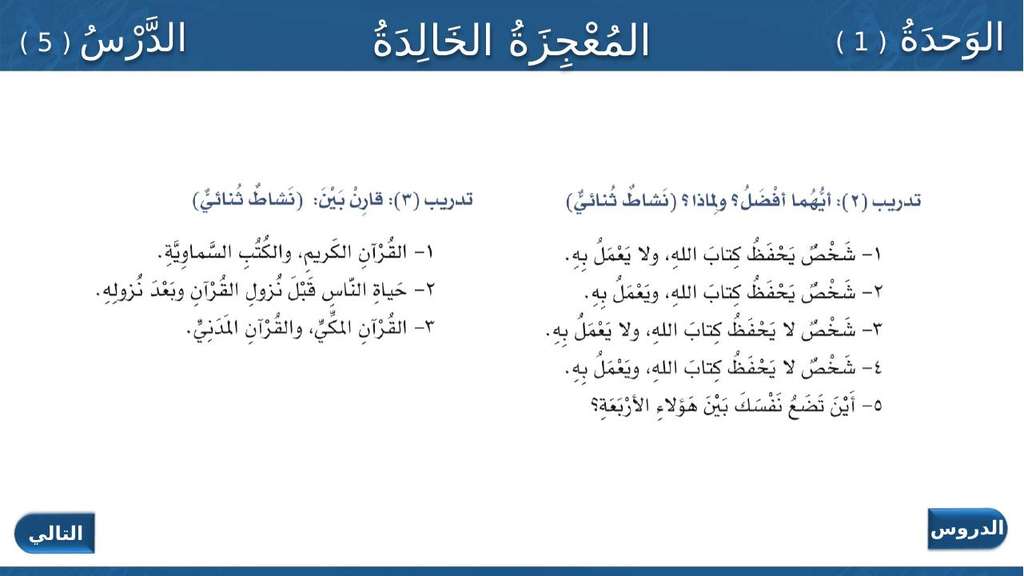 الوَحدَةُ ( 1 )
المُعْجِزَةُ الخَالِدَةُ
الدَّرْسُ ( 5 )
تدريب (٢): أيُّهُما أفْضَلُ؟ ولِماذا؟ (نَشاطٌ ثُنائيٌّ)
١- شَخْصٌ يَحْفَظُ كِتابَ اللهِ، ولا يَعْمَلُ بِهِ.
٢- شَخْصٌ يَحْفَظُ كِتابَ اللهِ، ويَعْمَلُ بِهِ.
٣- شَخْصٌ لا يَحْفَظُ كِتابَ اللهِ، ولا يَعْمَلُ بِهِ.
٤- شَخْصٌ لا يَحْفَظُ كِتابَ اللهِ، ويَعْمَلُ بِهِ.
٥- أَيْنَ تَضَعُ نَفْسَكَ بَيْنَ هَؤلاءِ الأرْبَعَةِ؟
تدريب (٣): قارِنْ بَيْنَ: (نَشاطٌ ثُنائيٌّ)
١- القُرْآنِ الكَريمِ، والكُتُبِ السَّماوِيَّةِ.
٢- حَياةِ النّاسِ قَبْلَ نُزولِ القُرْآنِ وبَعْدَ نُزولِهِ.
٣- القُرْآنِ المكِّيِّ، والقُرْآنِ المَدَنِيِّ.
الدروس
التالي